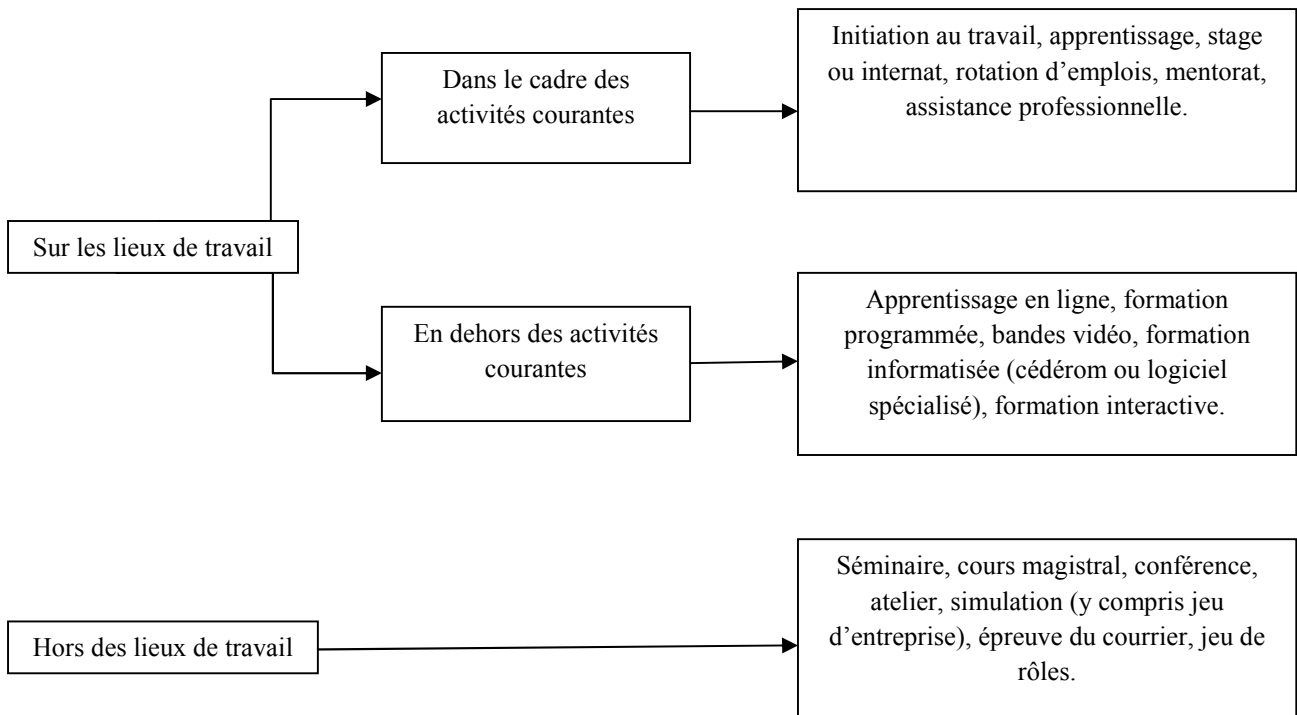 Initiation au travail, apprentissage, stage
ou internat, rotation d’emplois, mentorat,
assistance professionnelle.
Dans le cadre des
activités courantes
Sur les lieux de travail
En dehors des activités
courantes
Apprentissage en ligne, formation
programmée, bandes vidéo, formation
informatisée (cédérom ou logiciel
spécialisé), formation interactive.
Séminaire, cours magistral, conférence,
atelier, simulation (y compris jeu
d’entreprise), épreuve du courrier, jeu de
rôles.
Hors des lieux de travail